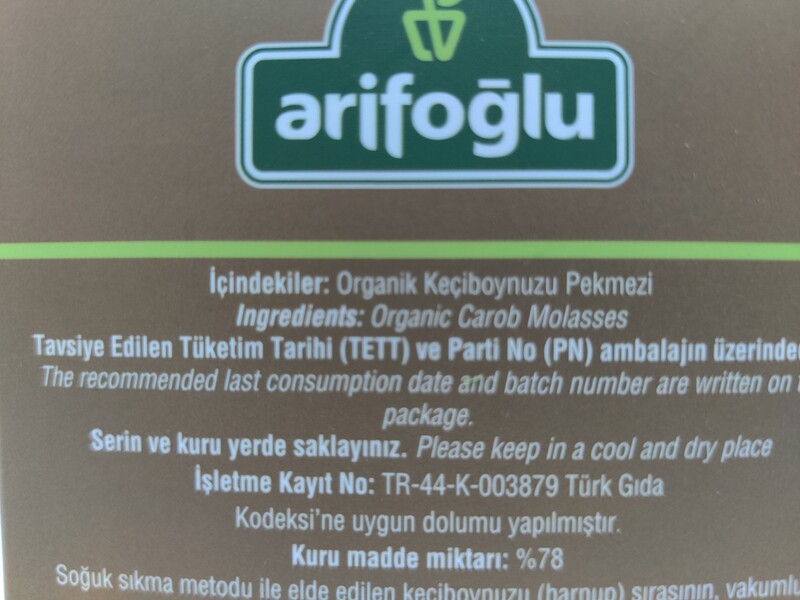 arifoğlu
İçindekiler: Organik Keçiboynuzu Pekmezi
Ingredients: Organic Carob Molasses
Tavsiye Edilen Tüketim Tarihi (TETT) ve Parti No (PN) ambalajın
The recommended last consumption date and batch number are written on
package.
Serin ve kuru yerde saklayınız. Please keep in a cool and dry place
İşletme Kayıt No: TR-44-K-003879 Türk Gıda
Kodeksi'ne uygun dolumu yapılmıştır.
Kuru madde miktarı: %78
Soğuk sıkma metodu ile elde edilen keçiboynuzu (harnup) şırasının,